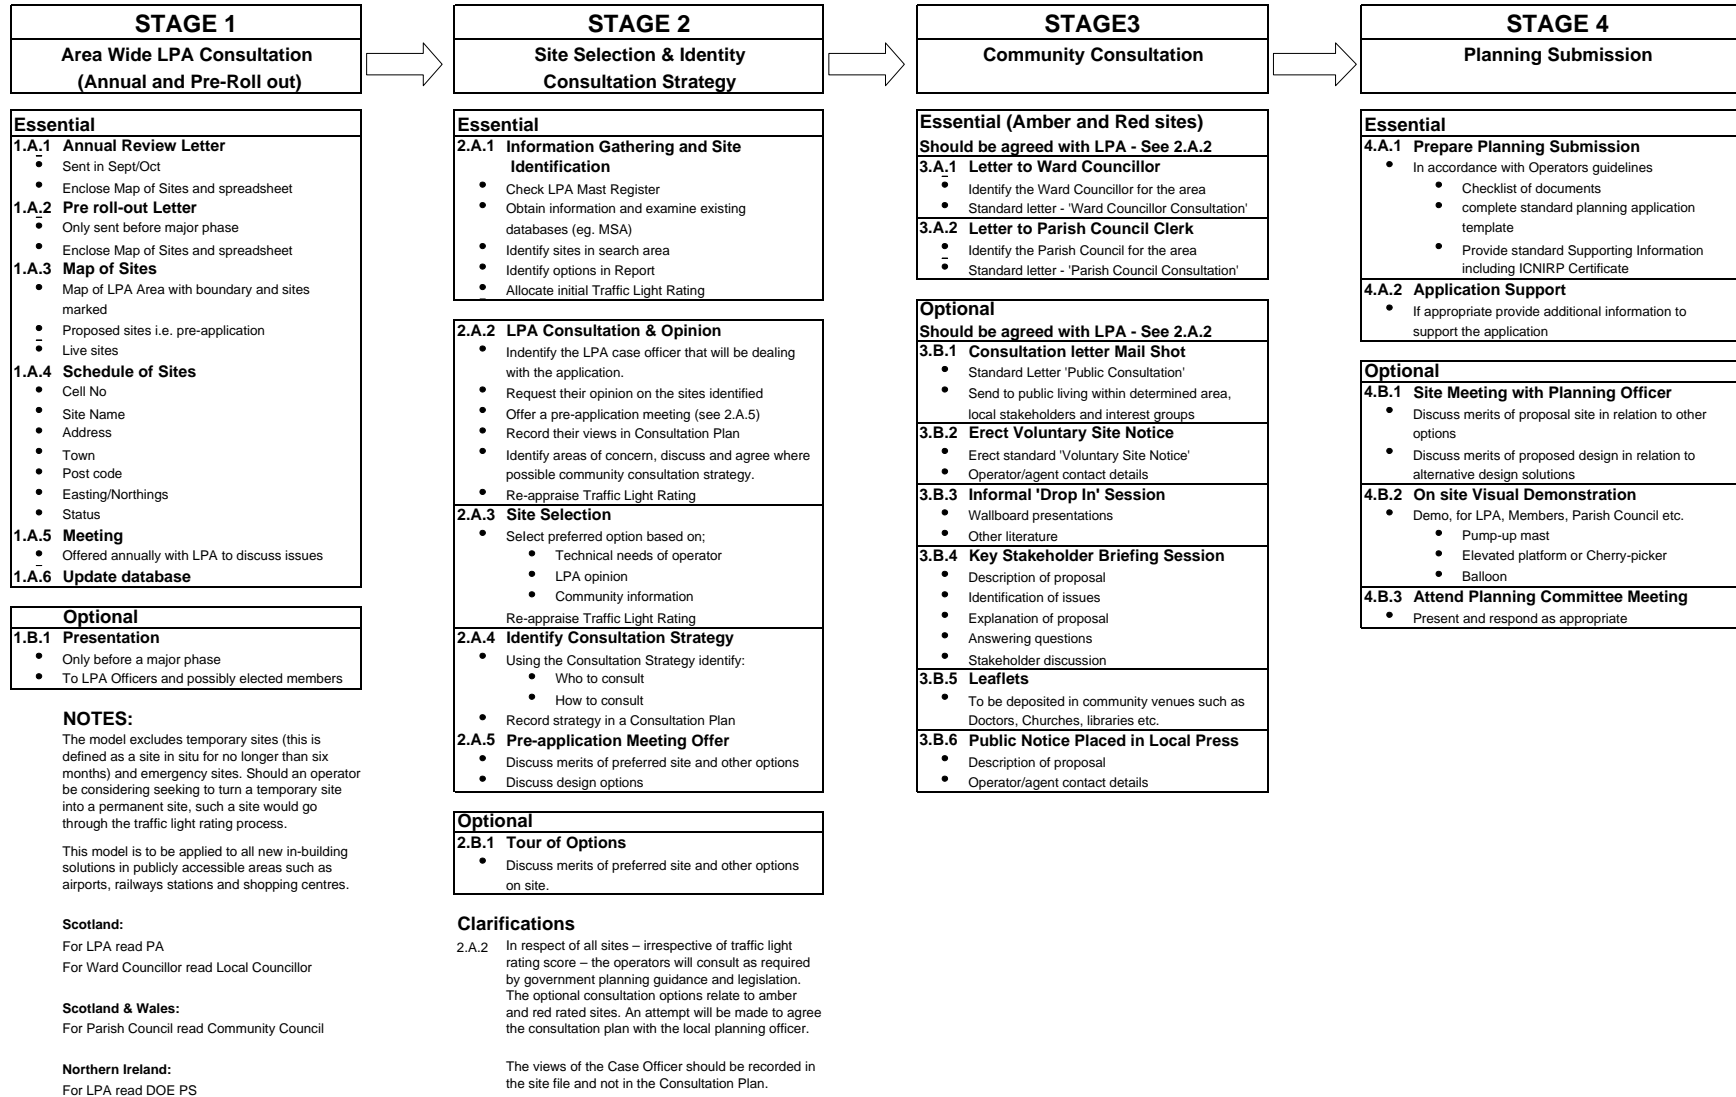 STAGE 1
Area Wide LPA Consultation
(Annual and Pre-Roll out)
Essential
1.A.1 Annual Review Letter
• Sent in Sept/Oct
• Enclose Map of Sites and spreadsheet
1.A.2 Pre roll-out Letter
• Only sent before major phase
• Enclose Map of Sites and spreadsheet
1.A.3 Map of Sites
• Map of LPA Area with boundary and sites
marked
• Proposed sites i.e. pre-application
• Live sites
1.A.4 Schedule of Sites
• Cell No
• Site Name
• Address
• Town
• Post code
• Easting/Northings
• Status
1.A.5 Meeting
• Offered annually with LPA to discuss issues
1.A.6 Update database
Optional
1.B.1 Presentation
• Only before a major phase
• To LPA Officers and possibly elected members
NOTES:
The model excludes temporary sites (this is
defined as a site in situ for no longer than six
months) and emergency sites. Should an operator
be considering seeking to turn a temporary site
into a permanent site, such a site would go
through the traffic light rating process.
This model is to be applied to all new in-building
solutions in publicly accessible areas such as
airports, railways stations and shopping centres.
Scotland:
For LPA read PA
For Ward Councillor read Local Councillor
Scotland & Wales:
For Parish Council read Community Council
Northern Ireland:
For LPA read DOE PS
STAGE 2
Site Selection & Identity
Consultation Strategy
Essential
2.A.1 Information Gathering and Site
Identification
• Check LPA Mast Register
• Obtain information and examine existing
databases (eg. MSA)
• Identify sites in search area
• Identify options in Report
• Allocate initial Traffic Light Rating
2.A.2 LPA Consultation & Opinion
• Indentify the LPA case officer that will be dealing
with the application.
• Request their opinion on the sites identified
• Offer a pre-application meeting (see 2.A.5)
• Record their views in Consultation Plan
• Identify areas of concern, discuss and agree where
possible community consultation strategy.
• Re-appraise Traffic Light Rating
2.A.3 Site Selection
• Select preferred option based on;
• Technical needs of operator
• LPA opinion
• Community information
Re-appraise Traffic Light Rating
2.A.4 Identify Consultation Strategy
• Using the Consultation Strategy identify:
• Who to consult
• How to consult
• Record strategy in a Consultation Plan
2.A.5 Pre-application Meeting Offer
• Discuss merits of preferred site and other options
• Discuss design options
Optional
2.B.1 Tour of Options
• Discuss merits of preferred site and other options
on site.
Clarifications
2.A.2 In respect of all sites – irrespective of traffic light
rating score – the operators will consult as required
by government planning guidance and legislation.
The optional consultation options relate to amber
and red rated sites. An attempt will be made to agree
the consultation plan with the local planning officer.
The views of the Case Officer should be recorded in
the site file and not in the Consultation Plan.
STAGE3
Community Consultation
Essential (Amber and Red sites)
Should be agreed with LPA - See 2.A.2
3.A.1 Letter to Ward Councillor
• Identify the Ward Councillor for the area
• Standard letter - 'Ward Councillor Consultation'
3.A.2 Letter to Parish Council Clerk
• Identify the Parish Council for the area
• Standard letter - 'Parish Council Consultation'
Optional
Should be agreed with LPA - See 2.A.2
3.B.1 Consultation letter Mail Shot
• Standard Letter 'Public Consultation'
• Send to public living within determined area,
local stakeholders and interest groups
3.B.2 Erect Voluntary Site Notice
• Erect standard 'Voluntary Site Notice'
• Operator/agent contact details
3.B.3 Informal 'Drop In' Session
• Wallboard presentations
• Other literature
3.B.4 Key Stakeholder Briefing Session
• Description of proposal
• Identification of issues
• Explanation of proposal
• Answering questions
• Stakeholder discussion
3.B.5 Leaflets
• To be deposited in community venues such as
Doctors, Churches, libraries etc.
3.B.6 Public Notice Placed in Local Press
• Description of proposal
• Operator/agent contact details
STAGE 4
Planning Submission
Essential
4.A.1 Prepare Planning Submission
• In accordance with Operators guidelines
• Checklist of documents
• complete standard planning application
template
• Provide standard Supporting Information
including ICNIRP Certificate
4.A.2 Application Support
• If appropriate provide additional information to
support the application
Optional
4.B.1 Site Meeting with Planning Officer
• Discuss merits of proposal site in relation to other
options
• Discuss merits of proposed design in relation to
alternative design solutions
4.B.2 On site Visual Demonstration
• Demo, for LPA, Members, Parish Council etc.
• Pump-up mast
• Elevated platform or Cherry-picker
• Balloon
4.B.3 Attend Planning Committee Meeting
• Present and respond as appropriate